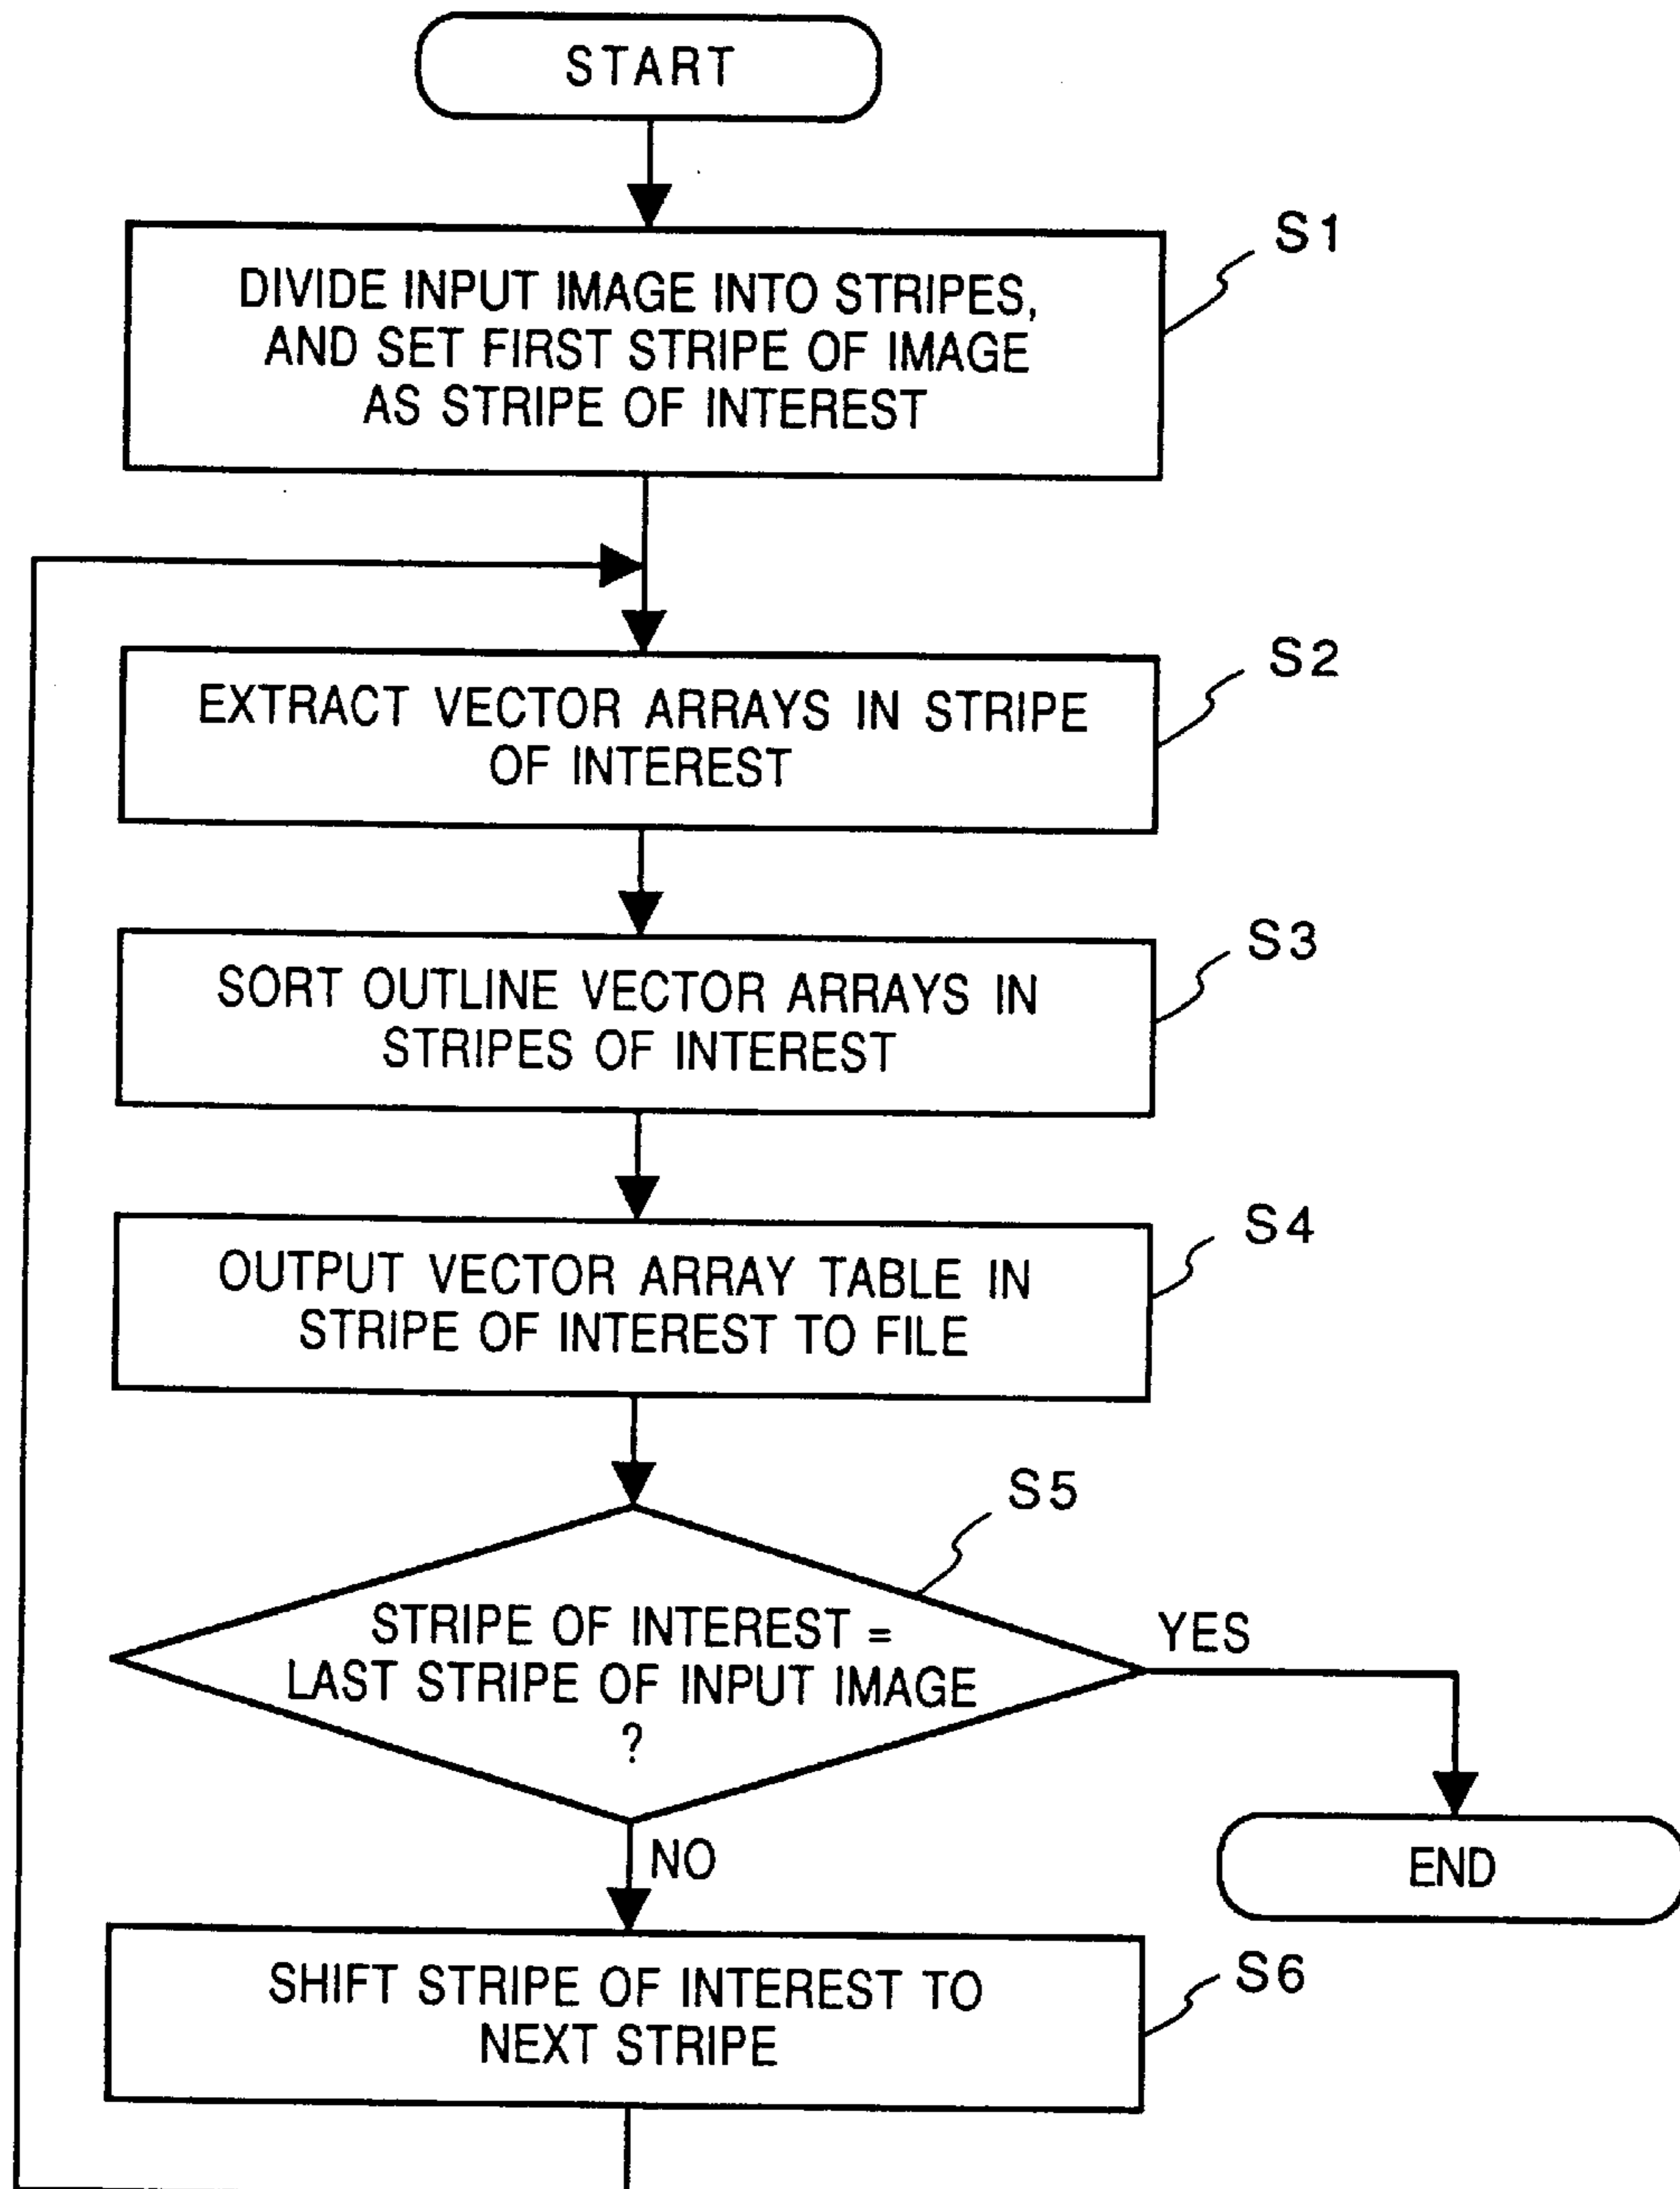 START
S1
DIVIDE INPUT IMAGE INTO STRIPES,
AND SET FIRST STRIPE OF IMAGE
AS STRIPE OF INTEREST
S2
EXTRACT VECTOR ARRAYS IN STRIPE
OF INTEREST
S3
SORT OUTLINE VECTOR ARRAYS IN
STRIPES OF INTEREST
S4
OUTPUT VECTOR ARRAY TABLE IN
STRIPE OF INTEREST TO FILE
S5
STRIPE OF INTEREST =
LAST STRIPE OF INPUT IMAGE
?
YES
NO
END
S6
SHIFT STRIPE OF INTEREST TO
NEXT STRIPE